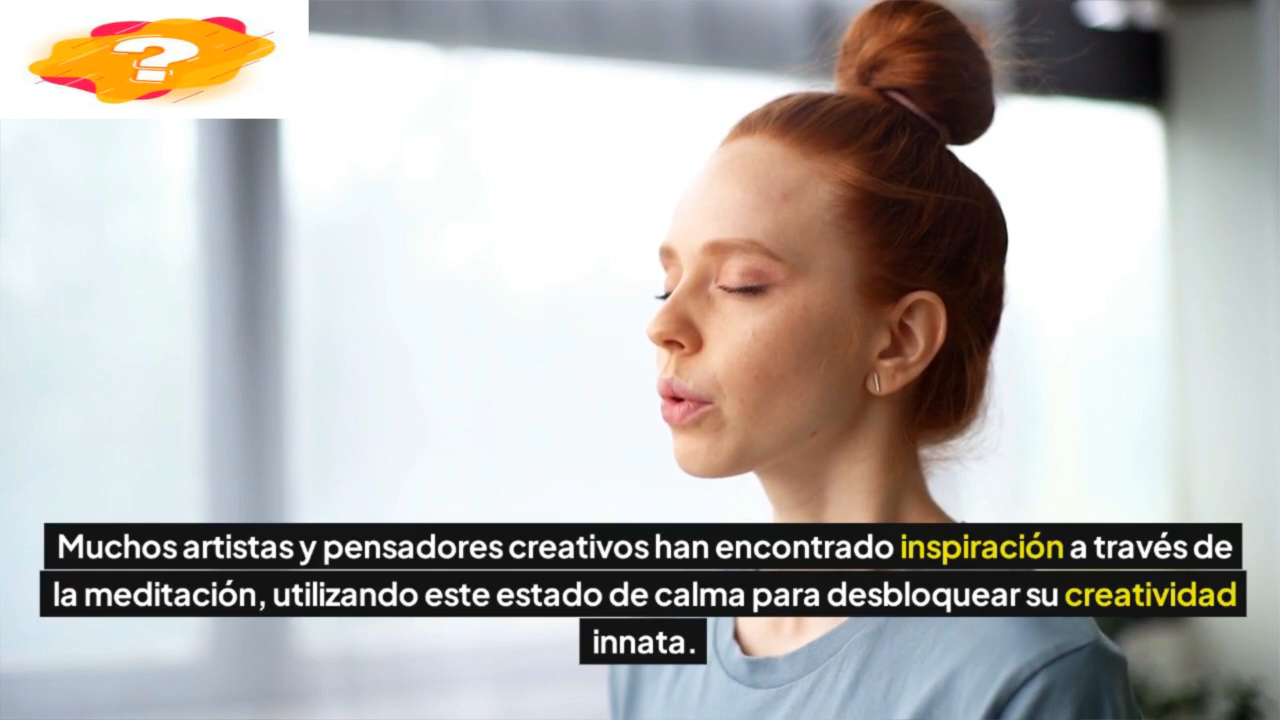 ?
Muchos artistas y pensadores creativos han encontrado inspiración a través de
la meditación, utilizando este estado de calma para desbloquear su creatividad
innata.